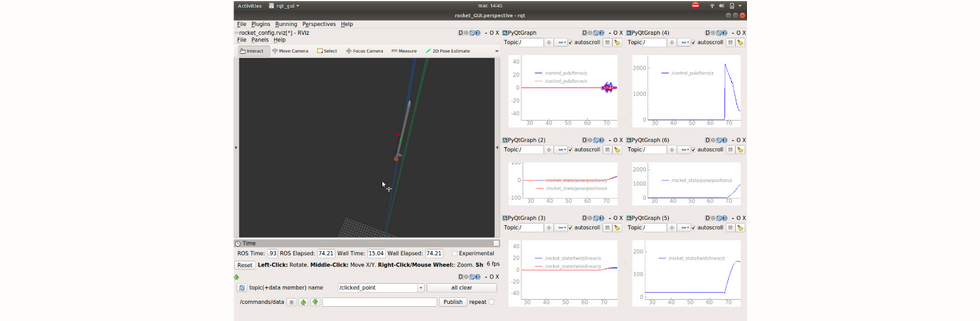 Activities rqt_gui mar. 14:43
rocket_GUI.perspective - rqt
File Plugins Running Perspectives Help
rocket_config.rviz[*] - RViz
File Panels Help
Interact Move Camera Select Focus Camera Measure 2D Pose Estimate
Time
ROS Time: .93 ROS Elapsed: 74.21 Wall Time: 15.04 Wall Elapsed: 74.21 Experimental
Reset Left-Click: Rotate. Middle-Click: Move X/Y. Right-Click/Mouse Wheel: Zoom. Sh 6 fps
topic(+data member) name /clicked_point all clear
/commands/data Publish repeat
PyQtGraph
Topic / autoscroll
40
20
0
-20
-40
/control_pub/force/y
/control_pub/force/x
30 40 50 60 70
PyQtGraph (4)
Topic / autoscroll
2000
1000
0
/control_pub/force/z
30 40 50 60 70
PyQtGraph (2)
Topic / autoscroll
100
0
-100
/rocket_state/pose/position/x
30 40 50 60 70
PyQtGraph (6)
Topic / autoscroll
2000
1000
0
/rocket_state/pose/position/z
30 40 50 60 70
PyQtGraph (3)
Topic / autoscroll
40
20
0
-20
-40
/rocket_state/twist/linear/x
/rocket_state/twist/linear/y
30 40 50 60 70
PyQtGraph (5)
Topic / autoscroll
200
100
0
/rocket_state/twist/linear/z
30 40 50 60 70